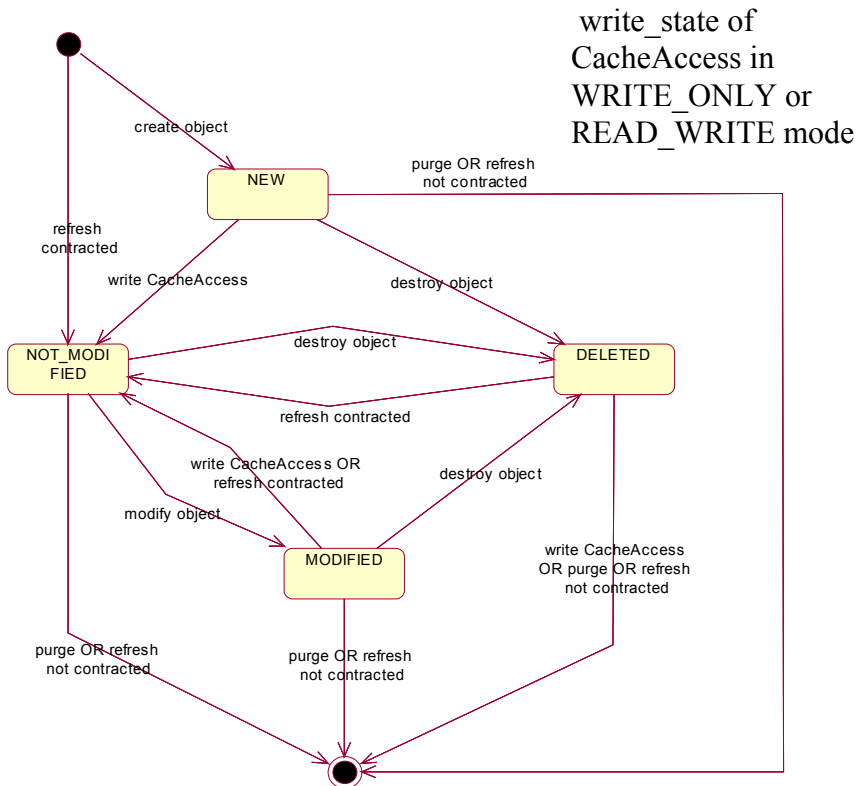 write_state of
CacheAccess in
WRITE_ONLY or
READ_WRITE mode
create object
purge OR refresh
not contracted
NEW
refresh
contracted
write CacheAccess
destroy object
destroy object
NOT_MODI
FIED
DELETED
refresh contracted
write CacheAccess OR
refresh contracted
destroy object
modify object
MODIFIED
write CacheAccess
OR purge OR refresh
not contracted
purge OR refresh
not contracted
purge OR refresh
not contracted